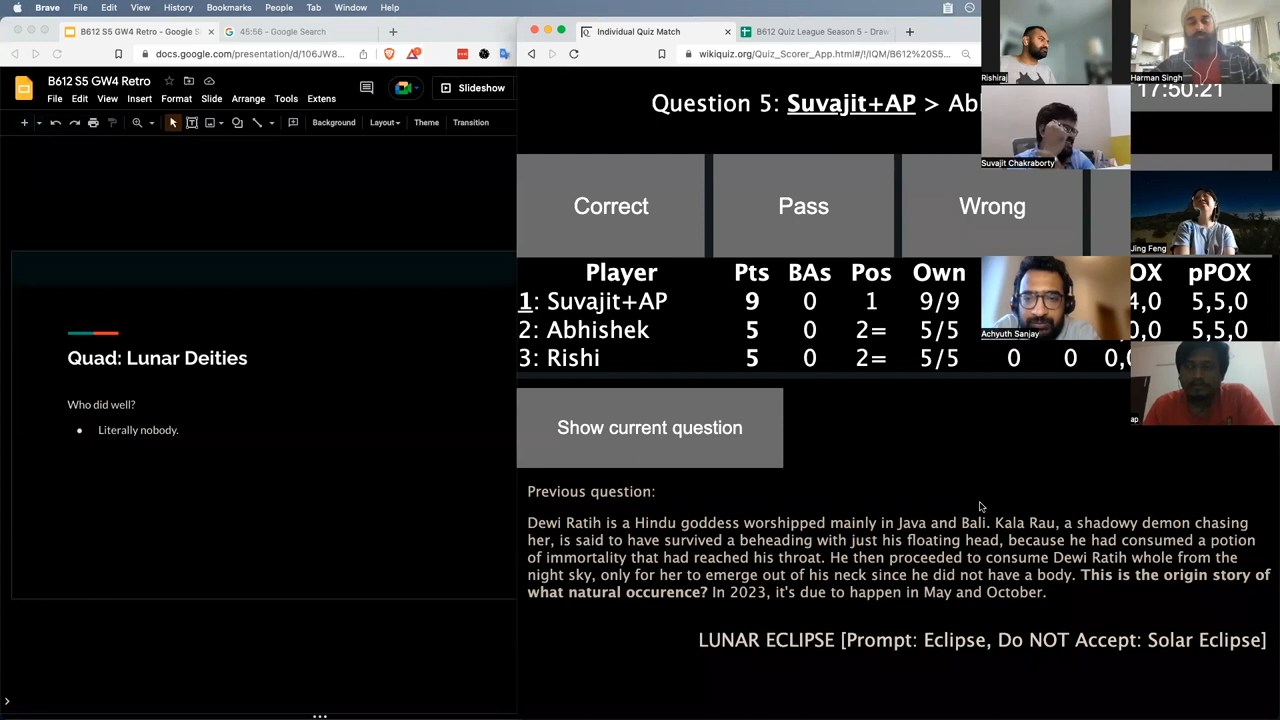 Brave File Edit View History Bookmarks People Tab Window Help
B612 S5 GW4 Retro - Google S
45:56 - Google Search
docs.google.com/presentation/d/106JW8...
B612 S5 GW4 Retro
File Edit View Insert Format Slide Arrange Tools Extens
Slideshow
Background Layout Theme Transition
Quad: Lunar Deities
Who did well?
● Literally nobody.
Individual Quiz Match
B612 Quiz League Season 5 - Draw
wikiquiz.org/Quiz_Scorer_App.html#/!/IQM/B612%20S5...
Question 5: Suvajit+AP > Ab
17:50:21
Correct Pass Wrong
Player Pts BAs Pos Own OX pPOX
1: Suvajit+AP 9 0 1 9/9 4,0 5,5,0
2: Abhishek 5 0 2= 5/5 0,0 5,5,0
3: Rishi 5 0 2= 5/5 0 0 0,0 5,0
Show current question
Previous question:
Dewi Ratih is a Hindu goddess worshipped mainly in Java and Bali. Kala Rau, a shadowy demon chasing
her, is said to have survived a beheading with just his floating head, because he had consumed a potion
of immortality that had reached his throat. He then proceeded to consume Dewi Ratih whole from the
night sky, only for her to emerge out of his neck since he did not have a body. This is the origin story of
what natural occurence? In 2023, it's due to happen in May and October.
LUNAR ECLIPSE [Prompt: Eclipse, Do NOT Accept: Solar Eclipse]
Rishiraj
Harman Singh
Suvajit Chakraborty
Jing Feng
Achyuth Sanjay
ap